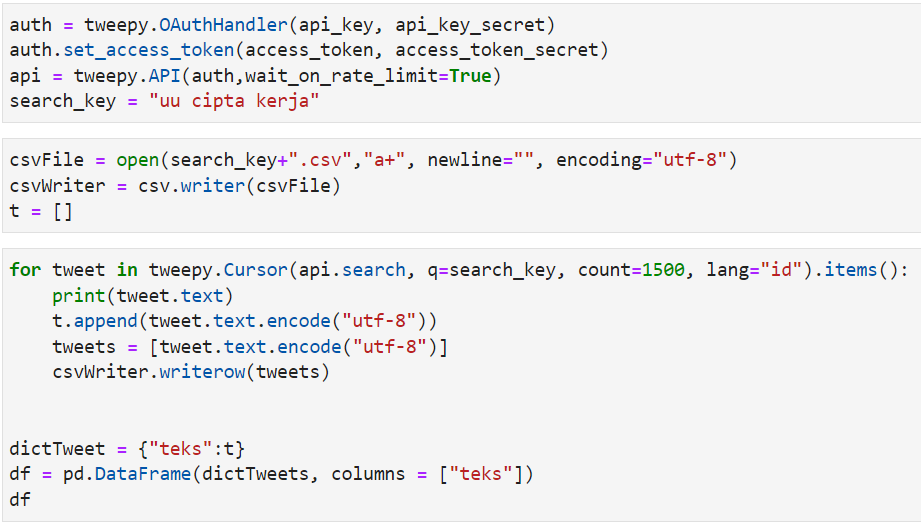 auth = tweepy.OAuthHandler(api_key, api_key_secret)
auth.set_access_token(access_token, access_token_secret)
api = tweepy.API(auth,wait_on_rate_limit=True)
search_key = "uu cipta kerja"
csvFile = open(search_key+".csv","a+", newline="", encoding="utf-8")
csvWriter = csv.writer(csvFile)
t = []
for tweet in tweepy.Cursor(api.search, q=search_key, count=1500, lang="id").items():
    print(tweet.text)
    t.append(tweet.text.encode("utf-8"))
    tweets = [tweet.text.encode("utf-8")]
    csvWriter.writerow(tweets)
dictTweet = {"teks":t}
df = pd.DataFrame(dictTweets, columns = ["teks"])
df